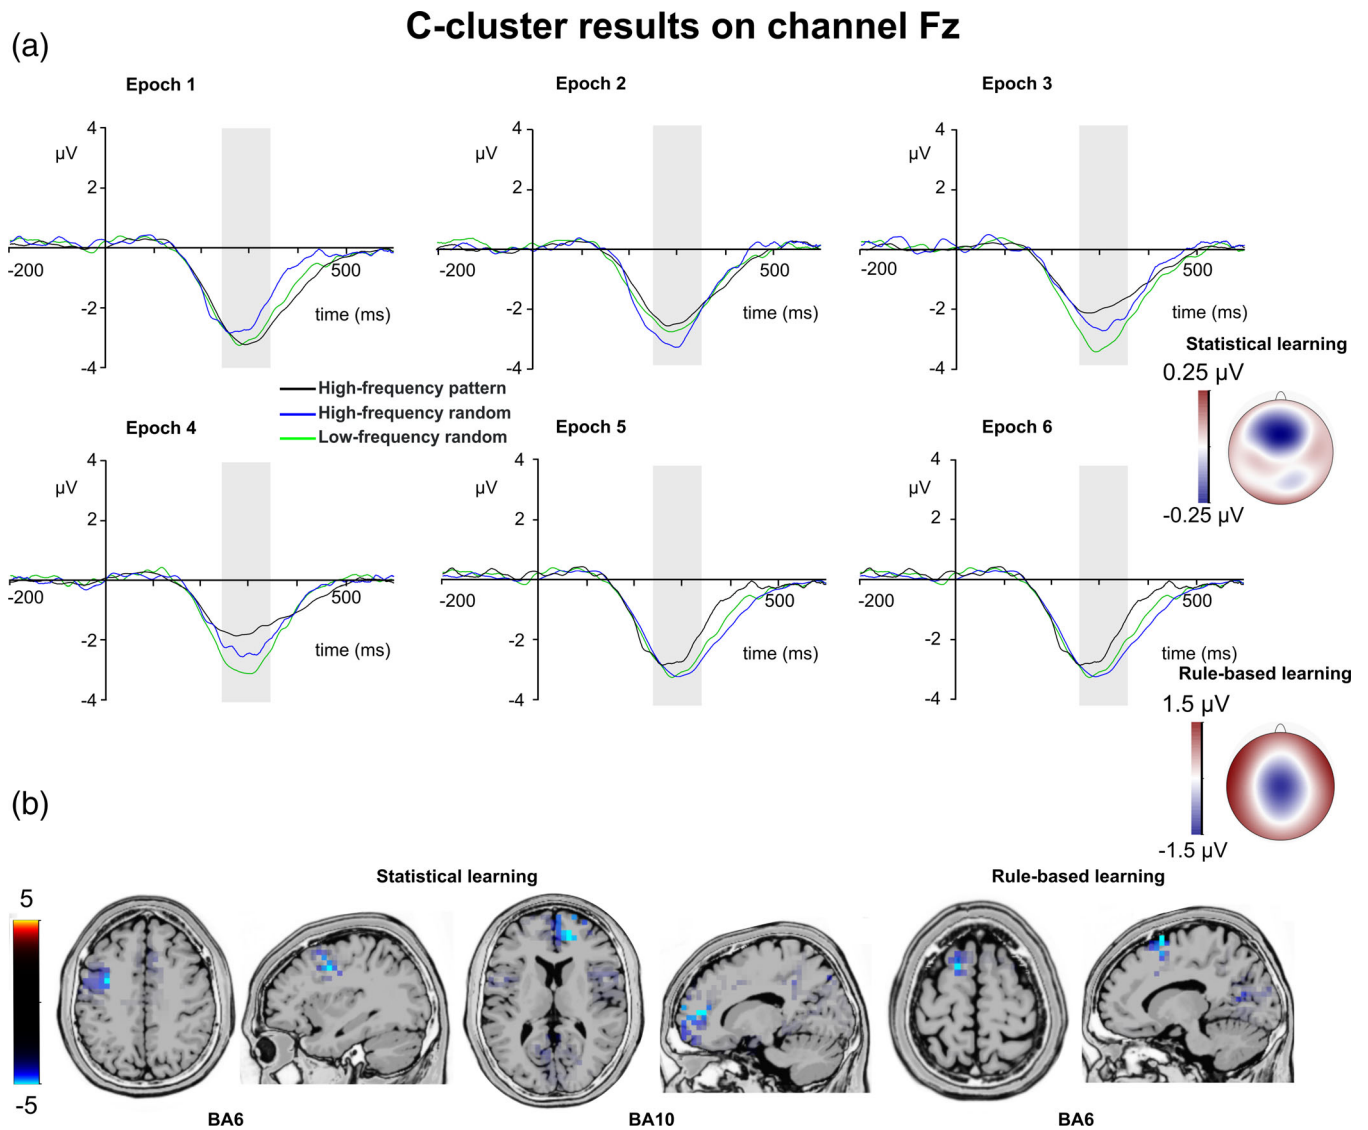 C-cluster results on channel Fz
(a)
Epoch 1
Epoch 2
Epoch 3
4
µV
2
-200
500
-2
time (ms)
-4
4
µV
2
-200
500
-2
time (ms)
-4
4
µV
2
-200
500
-2
time (ms)
-4
Statistical learning
0.25 µV
-0.25 µV
High-frequency pattern
High-frequency random
Low-frequency random
Epoch 4
Epoch 5
Epoch 6
4
µV
2
-200
500
-2
time (ms)
-4
4
µV
2
-200
500
-2
time (ms)
-4
4
µV
2
-200
500
-2
time (ms)
-4
Rule-based learning
1.5 µV
-1.5 µV
(b)
Statistical learning
Rule-based learning
5
-5
BA6
BA10
BA6